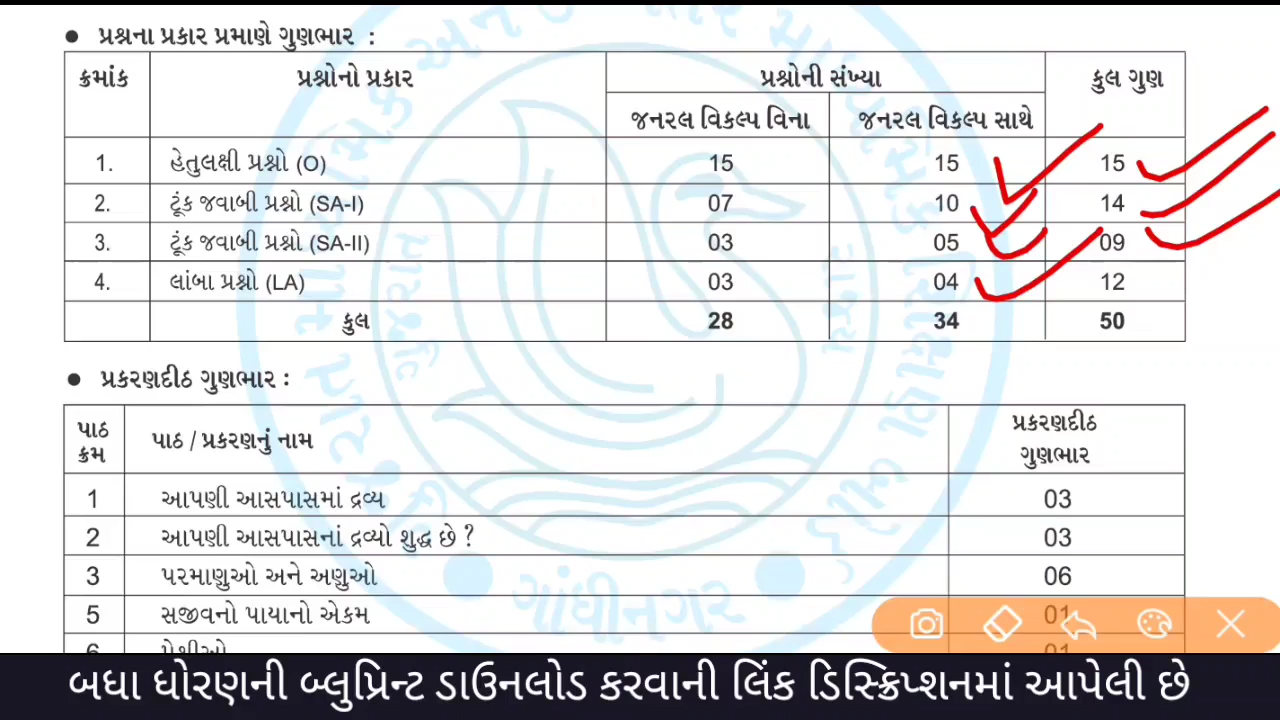 • પ્રશ્નના પ્રકાર પ્રમાણે ગુણભાર :
ક્રમાંક પ્રશ્નોનો પ્રકાર પ્રશ્નોની સંખ્યા કુલ ગુણ
જનરલ વિકલ્પ વિના જનરલ વિકલ્પ સાથે
1. હેતુલક્ષી પ્રશ્નો (O) 15 15 15
2. ટૂંક જવાબી પ્રશ્નો (SA-I) 07 10 14
3. ટૂંક જવાબી પ્રશ્નો (SA-II) 03 05 09
4. લાંબા પ્રશ્નો (LA) 03 04 12
કુલ 28 34 50
• પ્રકરણદીઠ ગુણભાર :
પાઠ ક્રમ પાઠ / પ્રકરણનું નામ પ્રકરણદીઠ ગુણભાર
1 આપણી આસપાસમાં દ્રવ્ય 03
2 આપણી આસપાસનાં દ્રવ્યો શુદ્ધ છે ? 03
3 પરમાણુઓ અને અણુઓ 06
5 સજીવનો પાયાનો એકમ 01
6 પેશીઓ 01
ગાંધીનગર
બધા ધોરણની બ્લુપ્રિન્ટ ડાઉનલોડ કરવાની લિંક ડિસ્ક્રિપ્શનમાં આપેલી છે